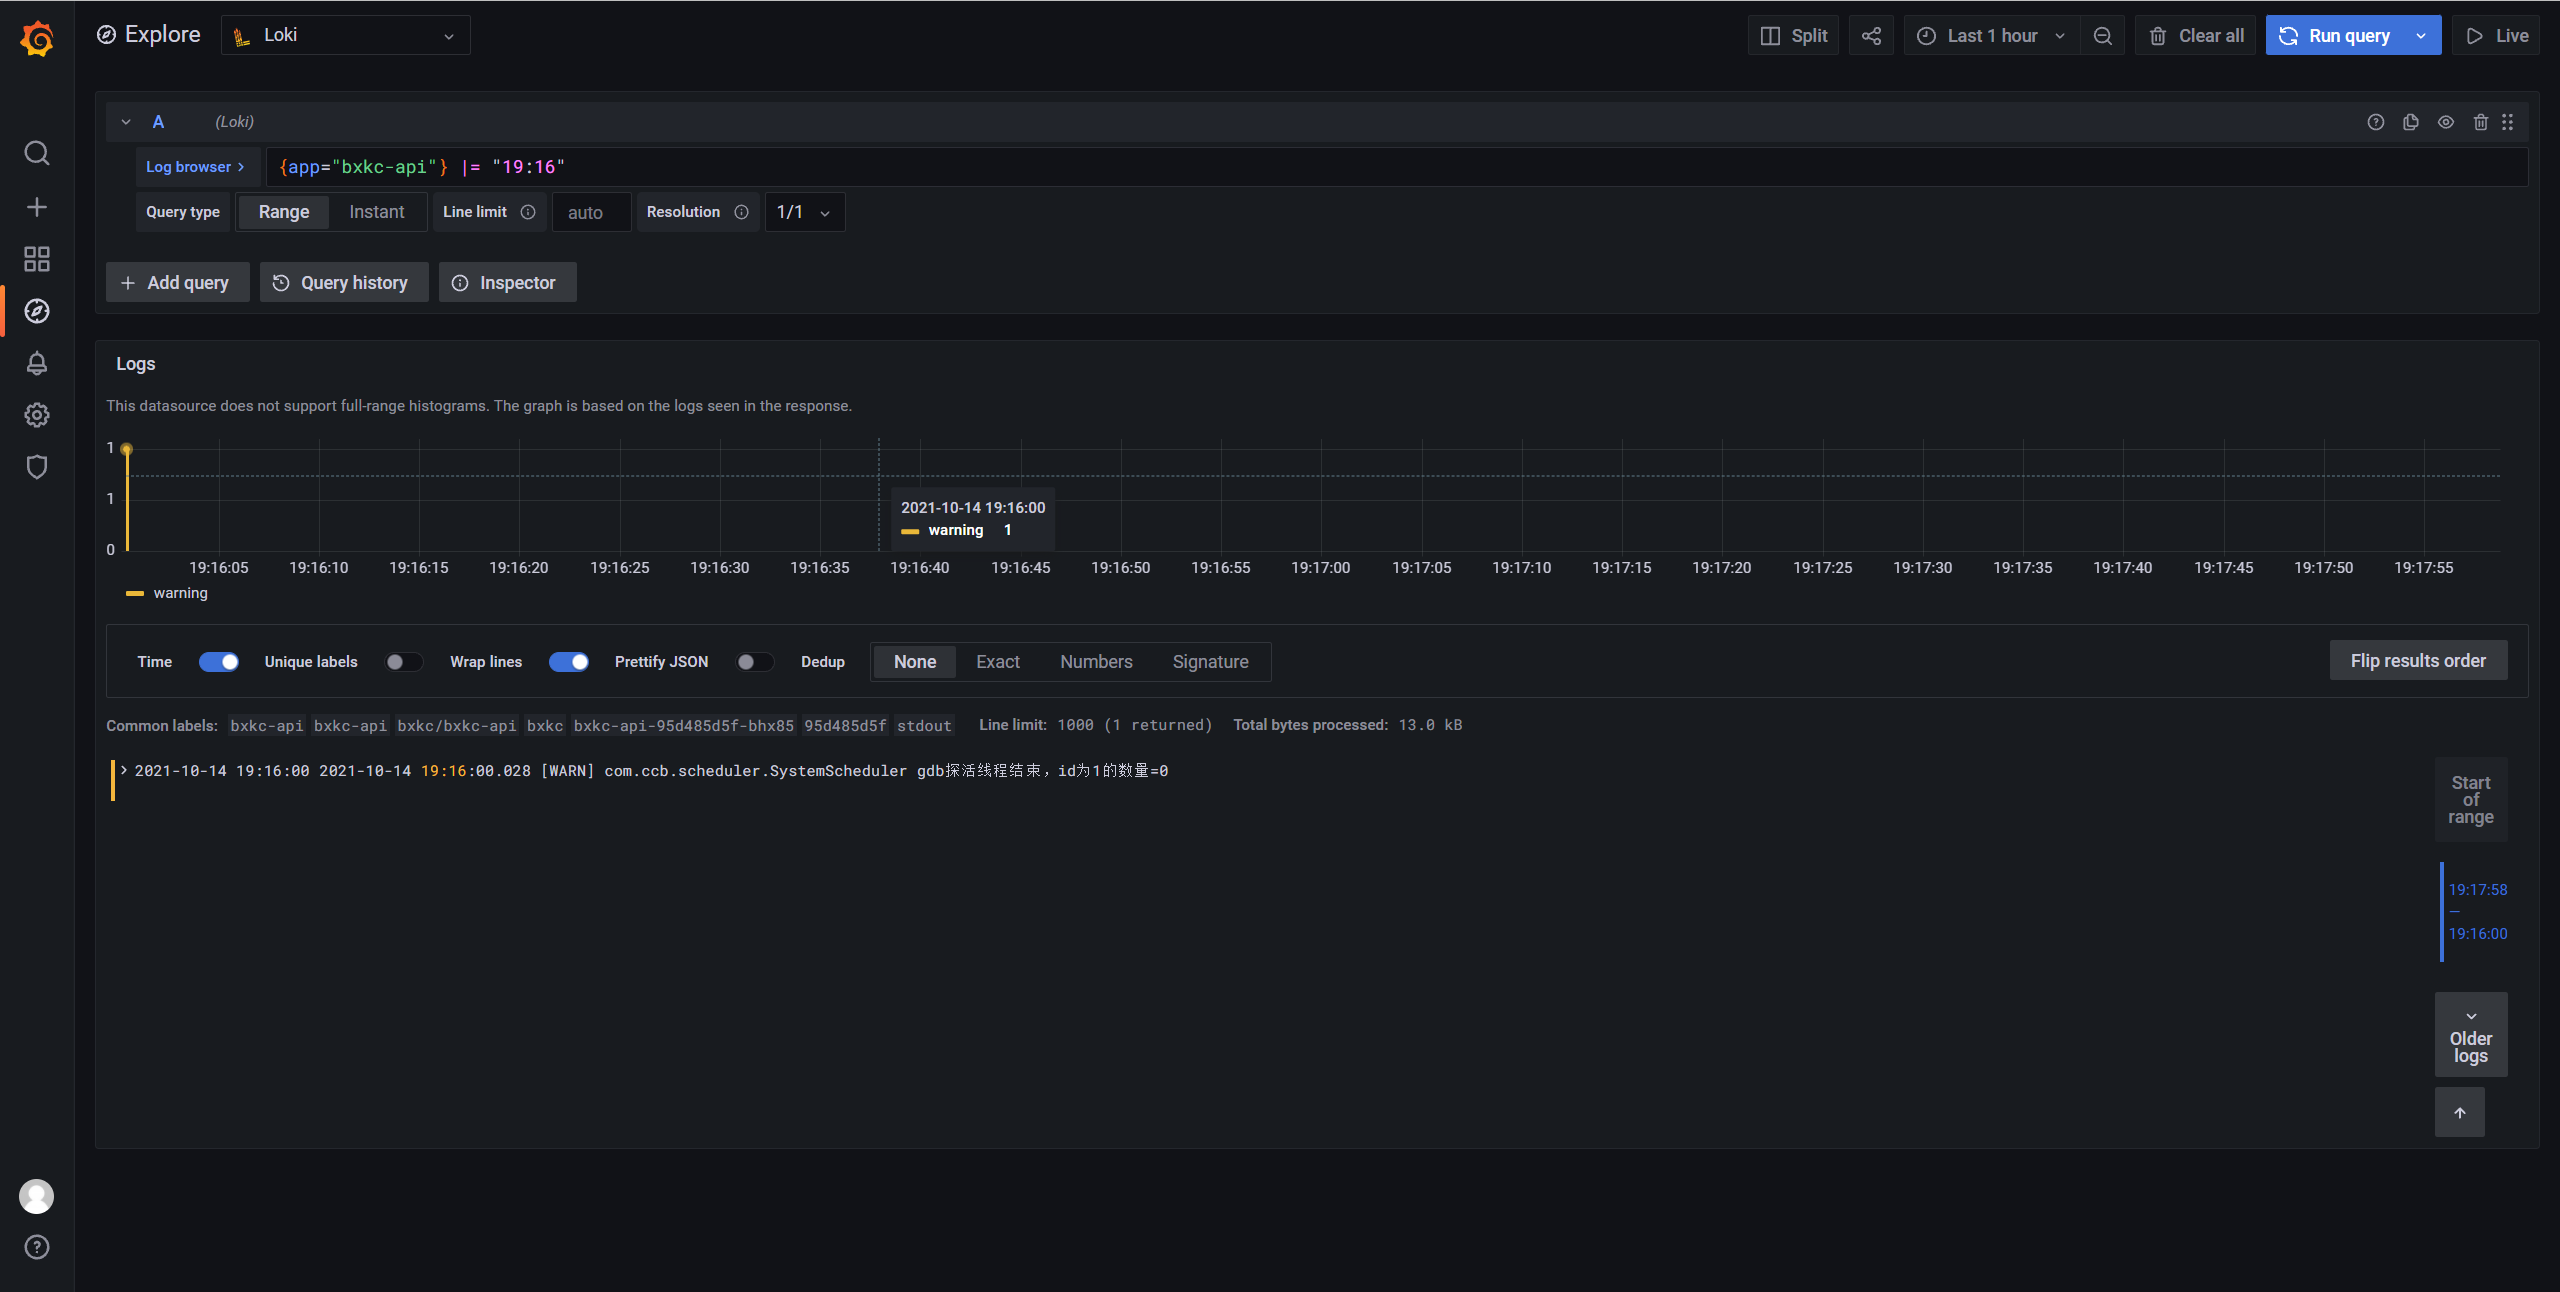 Explore
Loki
Split
Last 1 hour
Clear all
Run query
Live
A
(Loki)
Log browser
{app="bxkc-api"} |= "19:16"
Query type
Range
Instant
Line limit
auto
Resolution
1/1
Add query
Query history
Inspector
Logs
This datasource does not support full-range histograms. The graph is based on the logs seen in the response.
1
1
0
2021-10-14 19:16:00
warning 1
19:16:05
19:16:10
19:16:15
19:16:20
19:16:25
19:16:30
19:16:35
19:16:40
19:16:45
19:16:50
19:16:55
19:17:00
19:17:05
19:17:10
19:17:15
19:17:20
19:17:25
19:17:30
19:17:35
19:17:40
19:17:45
19:17:50
19:17:55
warning
Time
Unique labels
Wrap lines
Prettify JSON
Dedup
None
Exact
Numbers
Signature
Flip results order
Common labels: bxkc-api bxkc-api bxkc/bxkc-api bxkc bxkc-api-95d485d5f-bhx85 95d485d5f stdout Line limit: 1000 (1 returned) Total bytes processed: 13.0 kB
2021-10-14 19:16:00 2021-10-14 19:16:00.028 [WARN] com.ccb.scheduler.SystemScheduler gdb探活线程结束，id为1的数量=0
Start
of
range
19:17:58
—
19:16:00
Older
logs